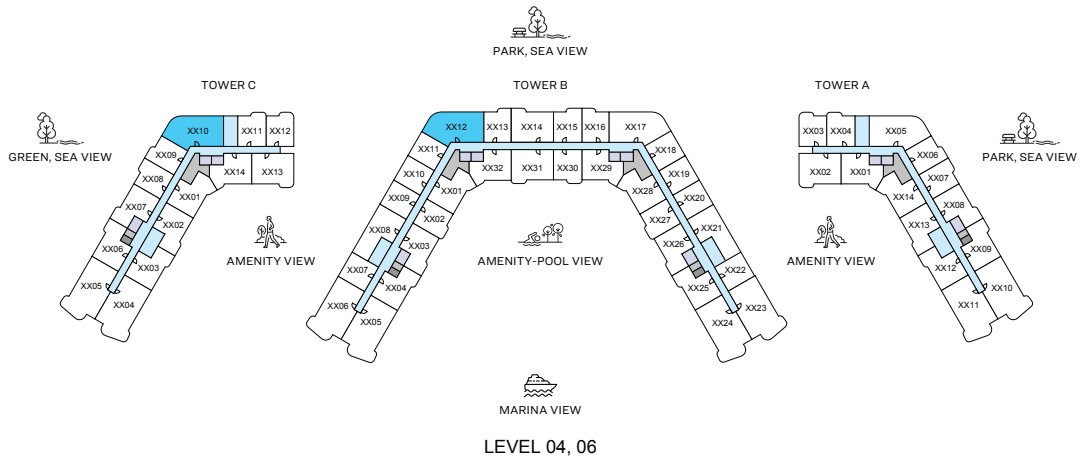 PARK, SEA VIEW
TOWER C
TOWER B
TOWER A
GREEN, SEA VIEW
PARK, SEA VIEW
XX10
XX11
XX12
XX09
XX08
XX07
XX06
XX05
XX04
XX03
XX02
XX01
XX14
XX13
AMENITY VIEW
XX12
XX13
XX14
XX15
XX16
XX17
XX11
XX10
XX09
XX08
XX07
XX06
XX05
XX04
XX03
XX02
XX01
XX32
XX31
XX30
XX29
XX28
XX27
XX26
XX25
XX24
XX23
XX22
XX21
XX20
XX19
XX18
AMENITY-POOL VIEW
XX03
XX04
XX05
XX02
XX01
XX06
XX07
XX08
XX09
XX10
XX11
XX12
XX13
XX14
AMENITY VIEW
MARINA VIEW
LEVEL 04, 06